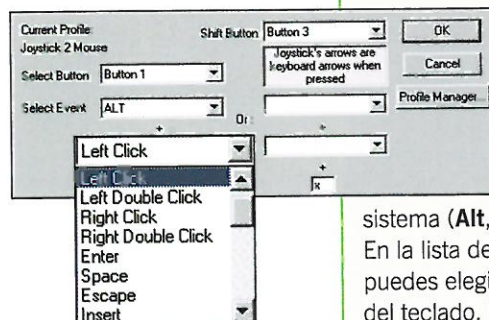 Current Profile:
Joystick 2 Mouse
Shift Button
Button 3
OK
Joystick's arrows are
keyboard arrows when
pressed
Cancel
Select Button
Button 1
Profile Manager...
Select Event
ALT
Or :
+
+
Left Click
+
x
Left Click
Left Double Click
Right Click
Right Double Click
Enter
Space
Escape
Insert
sistema (Alt,
En la lista de
puedes elegi
del teclado.